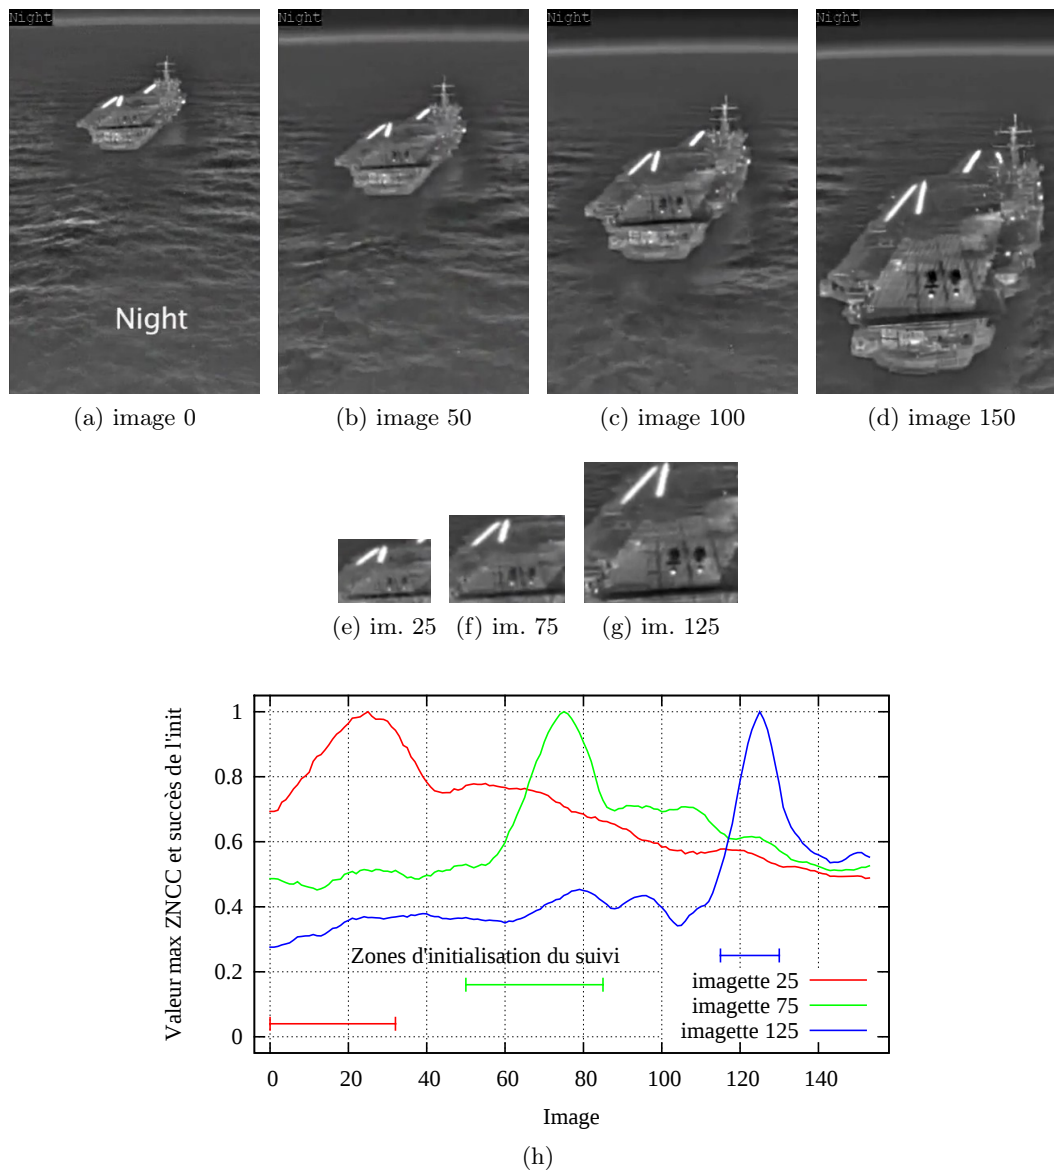 Night
Night
Night
Night
Night
(a) image 0
(b) image 50
(c) image 100
(d) image 150
(e) im. 25
(f) im. 75
(g) im. 125
Valeur max ZNCC et succès de l'init
1
0.8
0.6
0.4
0.2
0
Zones d'initialisation du suivi
imagette 25
imagette 75
imagette 125
0 20 40 60 80 100 120 140
Image
(h)